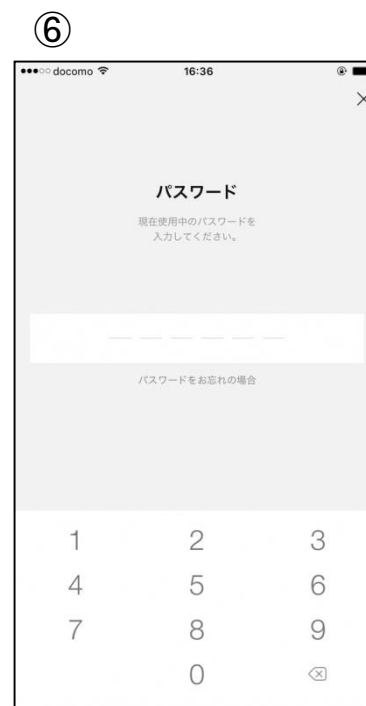 ⑥
docomo 16:36
パスワード
現在使用中のパスワードを
入力してください。
パスワードをお忘れの場合
1 2 3
4 5 6
7 8 9
0